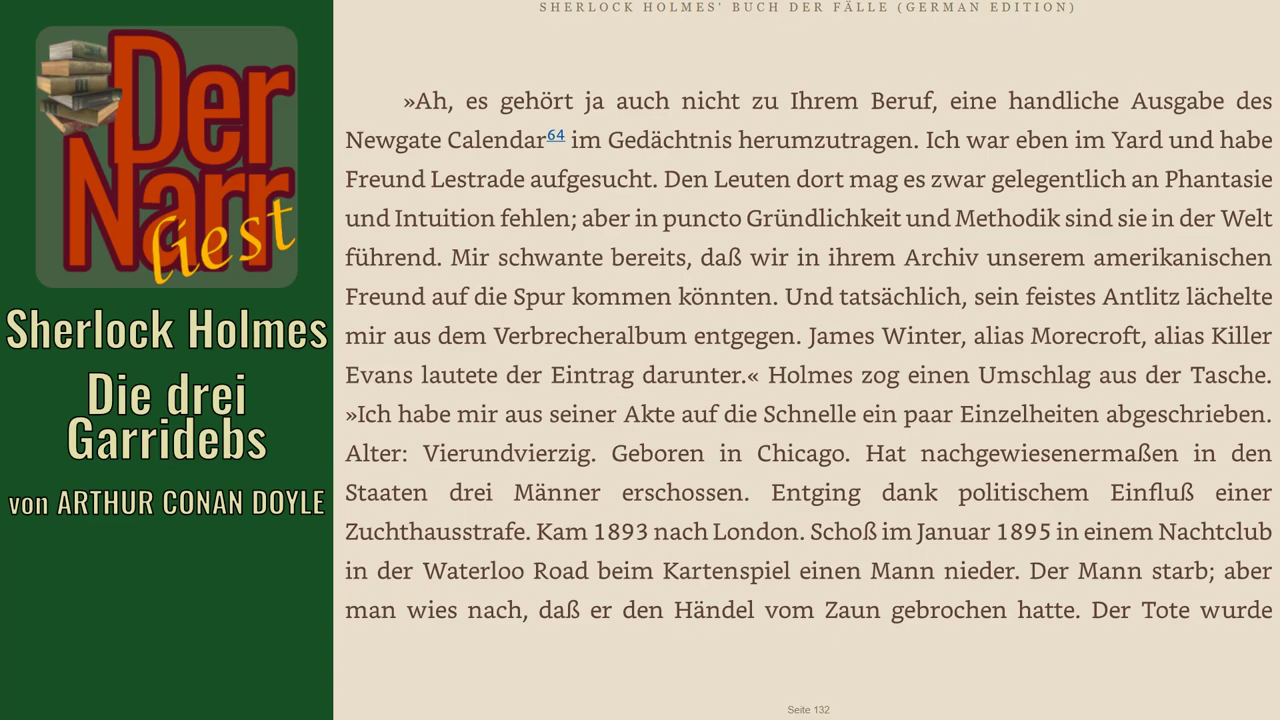 Der
Narr
liest
Sherlock Holmes
Die drei
Garridebs
von ARTHUR CONAN DOYLE
SHERLOCK HOLMES' BUCH DER FÄLLE (GERMAN EDITION)
»Ah, es gehört ja auch nicht zu Ihrem Beruf, eine handliche Ausgabe des
Newgate Calendar64 im Gedächtnis herumzutragen. Ich war eben im Yard und habe
Freund Lestrade aufgesucht. Den Leuten dort mag es zwar gelegentlich an Phantasie
und Intuition fehlen; aber in puncto Gründlichkeit und Methodik sind sie in der Welt
führend. Mir schwante bereits, daß wir in ihrem Archiv unserem amerikanischen
Freund auf die Spur kommen könnten. Und tatsächlich, sein feistes Antlitz lächelte
mir aus dem Verbrecheralbum entgegen. James Winter, alias Morecroft, alias Killer
Evans lautete der Eintrag darunter.« Holmes zog einen Umschlag aus der Tasche.
»Ich habe mir aus seiner Akte auf die Schnelle ein paar Einzelheiten abgeschrieben.
Alter: Vierundvierzig. Geboren in Chicago. Hat nachgewiesenermaßen in den
Staaten drei Männer erschossen. Entging dank politischem Einfluß einer
Zuchthausstrafe. Kam 1893 nach London. Schoß im Januar 1895 in einem Nachtclub
in der Waterloo Road beim Kartenspiel einen Mann nieder. Der Mann starb; aber
man wies nach, daß er den Händel vom Zaun gebrochen hatte. Der Tote wurde
Seite 132